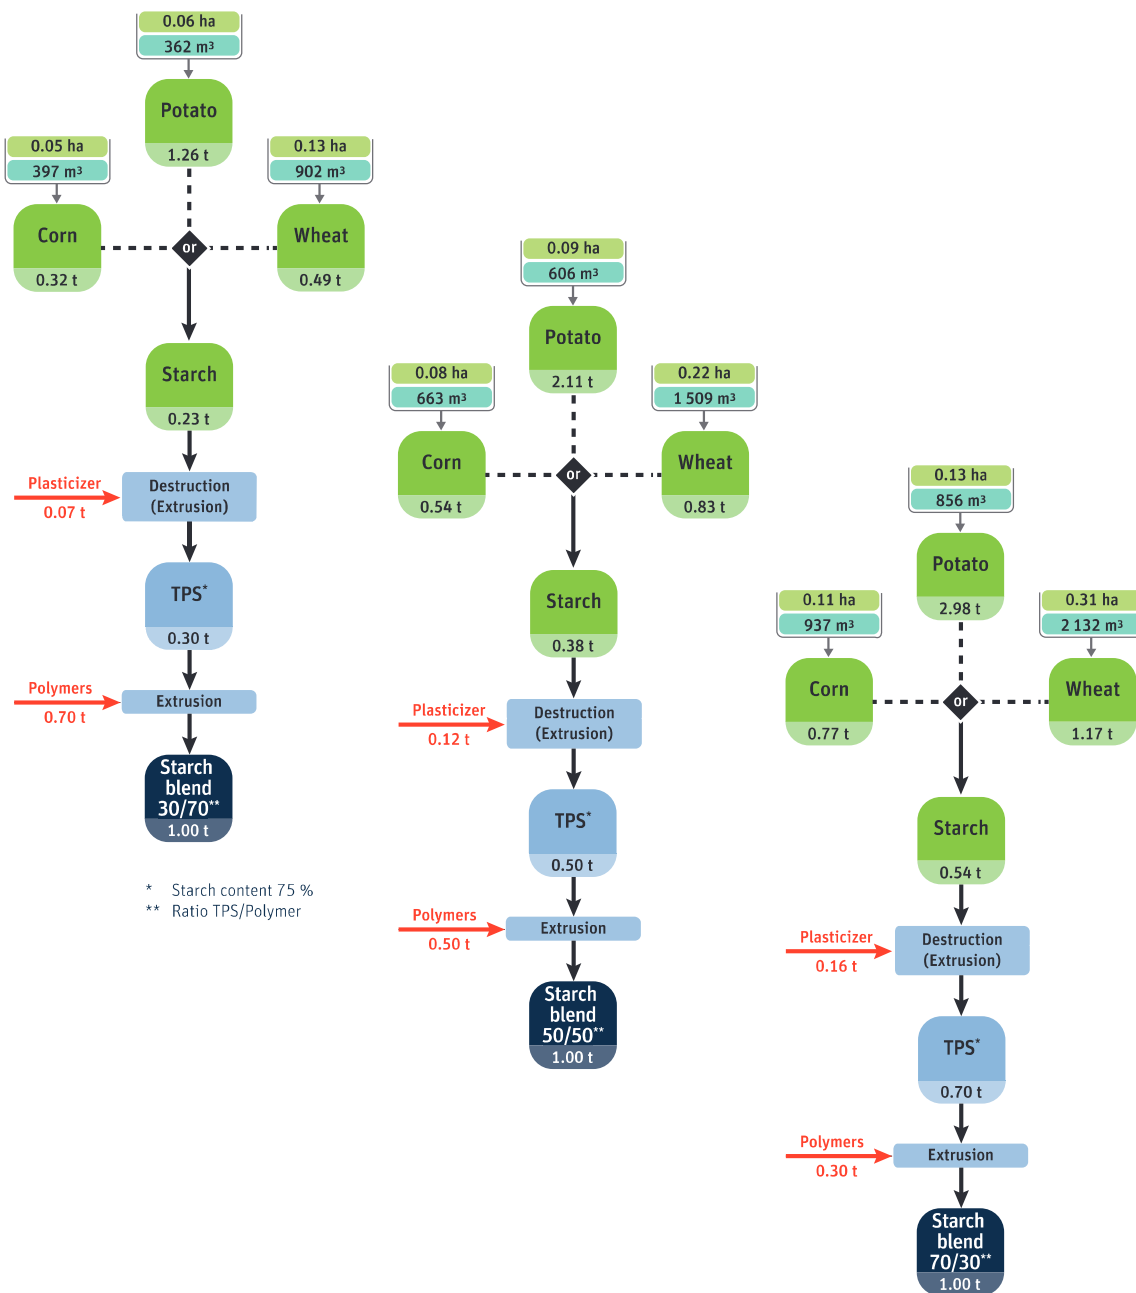 0.06 ha
362 m³
Potato
1.26 t
0.05 ha
397 m³
Corn
0.32 t
0.13 ha
902 m³
Wheat
0.49 t
or
Starch
0.23 t
Plasticizer
0.07 t
Destruction
(Extrusion)
TPS*
0.30 t
Polymers
0.70 t
Extrusion
Starch
blend
30/70**
1.00 t
* Starch content 75 %
** Ratio TPS/Polymer
0.09 ha
606 m³
Potato
2.11 t
0.08 ha
663 m³
Corn
0.54 t
0.22 ha
1 509 m³
Wheat
0.83 t
or
Starch
0.38 t
Plasticizer
0.12 t
Destruction
(Extrusion)
TPS*
0.50 t
Polymers
0.50 t
Extrusion
Starch
blend
50/50**
1.00 t
0.13 ha
856 m³
Potato
2.98 t
0.11 ha
937 m³
Corn
0.77 t
0.31 ha
2 132 m³
Wheat
1.17 t
or
Starch
0.54 t
Plasticizer
0.16 t
Destruction
(Extrusion)
TPS*
0.70 t
Polymers
0.30 t
Extrusion
Starch
blend
70/30**
1.00 t